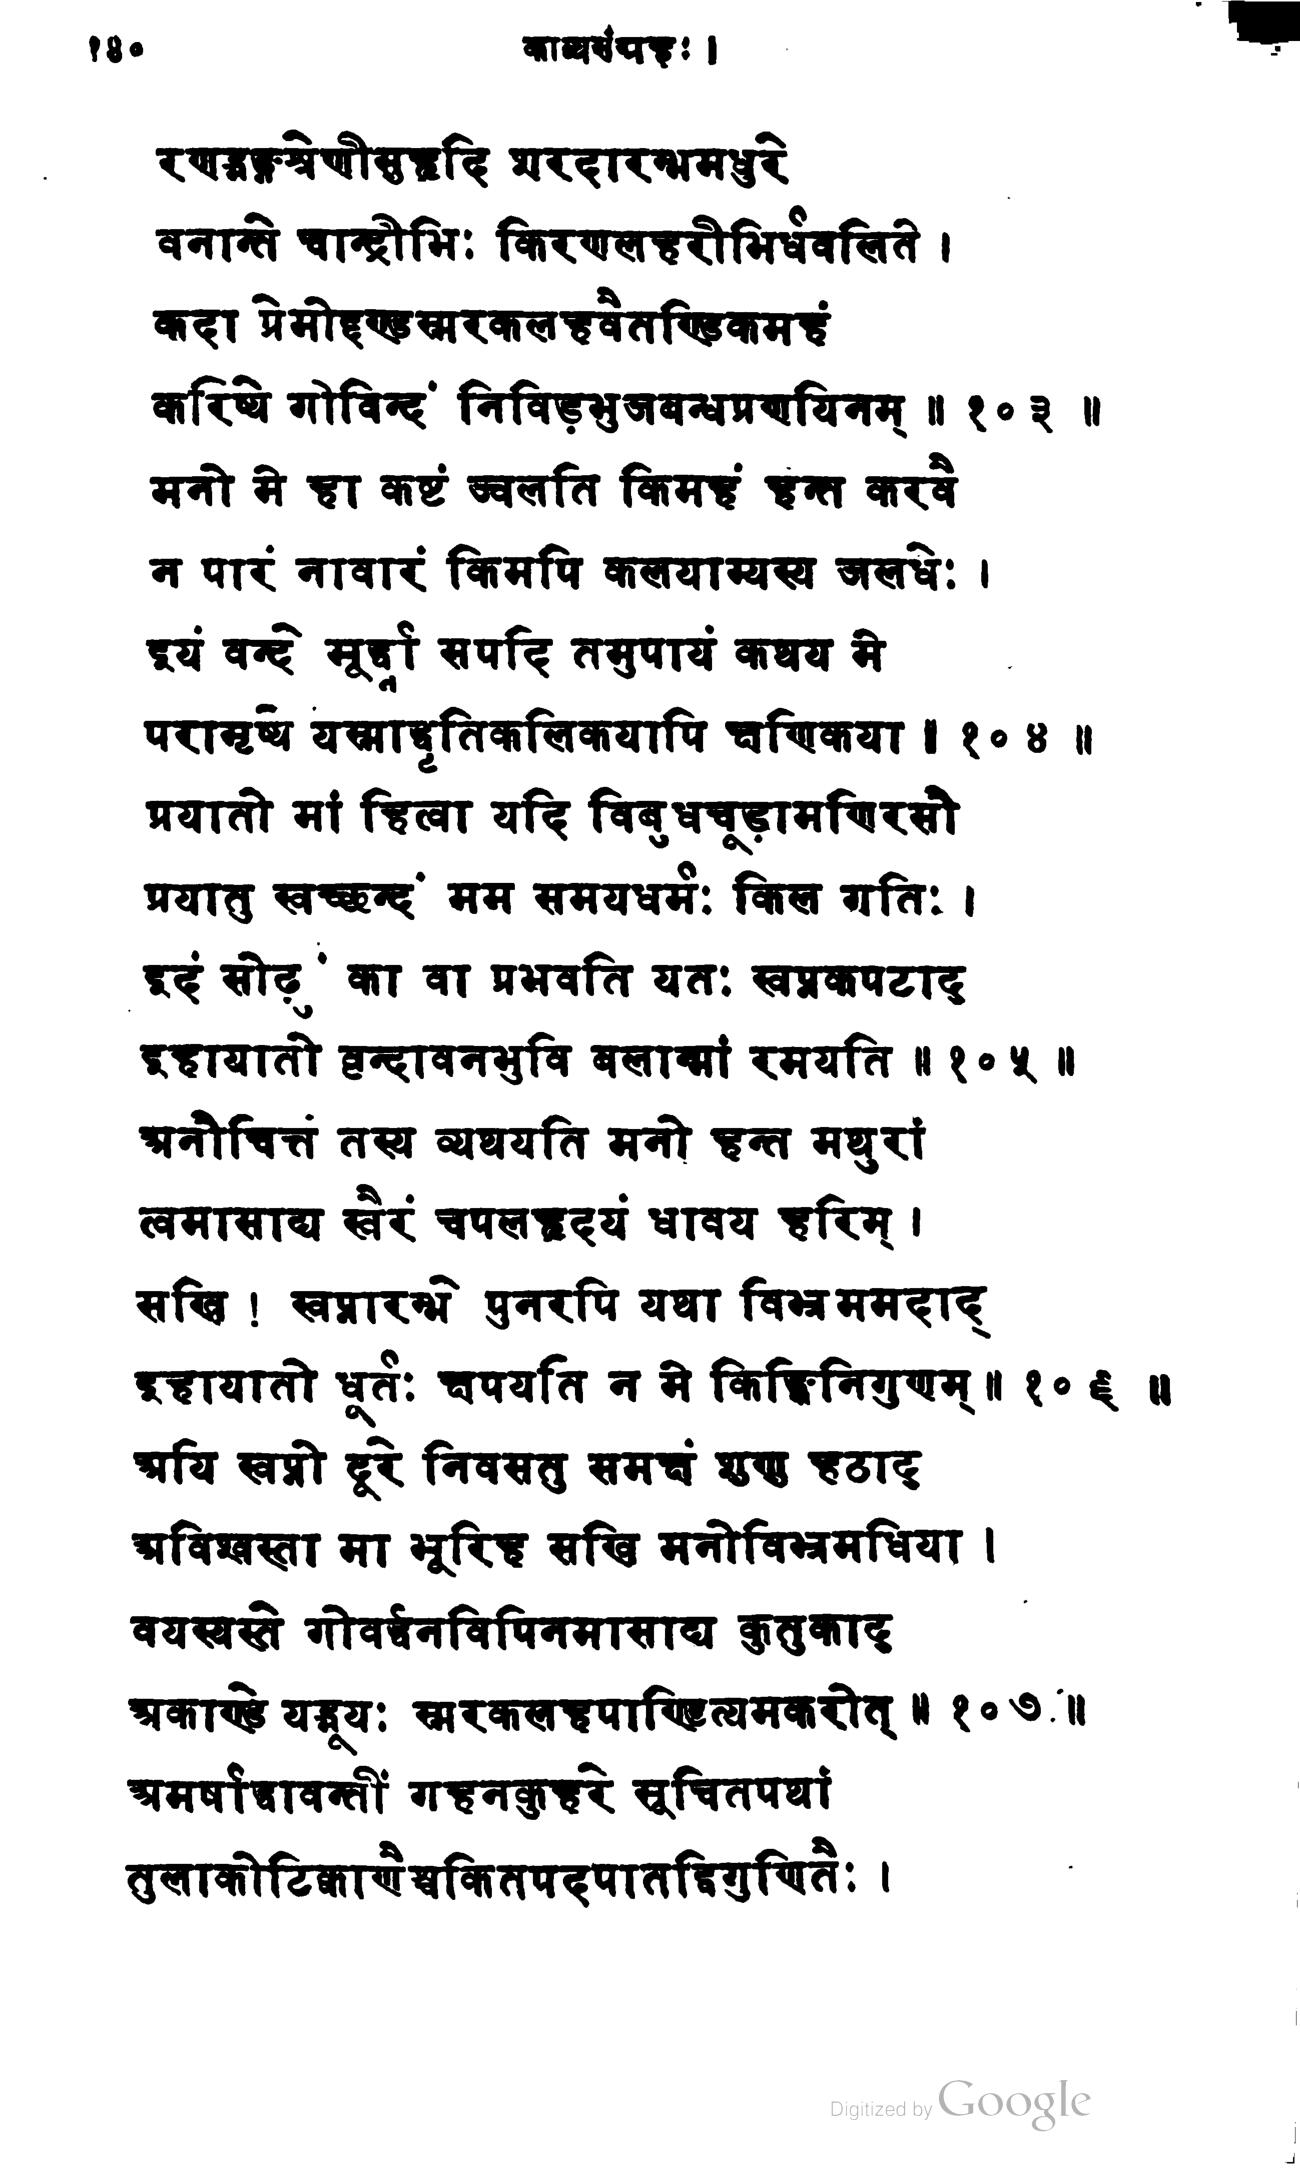 १४० काव्यसंग्रहः ।
रणद्भृङ्गश्रेणीसुहृदि शरदारम्भमधुरे
वनान्ते चान्द्रीभिः किरणलहरीभिर्धवलिते ।
कदा प्रेमोद्दण्डस्मरकलहवैतण्डिकमहं
करिष्ये गोविन्दं निविड़भुजबन्धप्रणयिनम् ॥ १०३ ॥
मनो मे हा कष्टं ज्वलति किमहं हन्त करवै
न पारं नावारं किमपि कलयाम्यस्य जलधेः ।
इयं वन्दे मूर्द्ध्ना सपदि तमुपायं कथय मे
परामृष्ये यस्माद्धृतिकलिकयापि क्षणिकया ॥ १०४ ॥
प्रयातो मां हित्वा यदि विबुधचूड़ामणिरसौ
प्रयातु स्वच्छन्दं मम समयधर्मः किल गतिः ।
इदं सोढ़ुं का वा प्रभवति यतः स्वप्नकपटाद्
इहायातो वृन्दावनभुवि बलान्मां रमयति ॥ १०५ ॥
अनौचित्तं तस्य व्यथयति मनो हन्त मथुरां
त्वमासाद्य स्वैरं चपलहृदयं धावय हरिम् ।
सखि ! स्वप्नारम्भे पुनरपि यथा विभ्रममदाद्
इहायातो धूर्तः क्षपयति न मे किङ्किनिगुणम् ॥ १०६ ॥
अयि स्वप्नो दूरे निवसतु समक्षं शृणु हठाद्
अविश्वस्ता मा भूरिह सखि मनोविभ्रमधिया ।
वयस्यस्ते गोवर्द्धनविपिनमासाद्य कुतुकाद्
अकाण्डे यद्भूयः स्मरकलहपाण्डित्यमकरोत् ॥ १०७ ॥
अमर्षाद्धावन्तीं गहनकुहरे सूचितपथां
तुलाकोटिक्वाणैश्चकितपदपातद्विगुणितैः ।
Digitized by Google